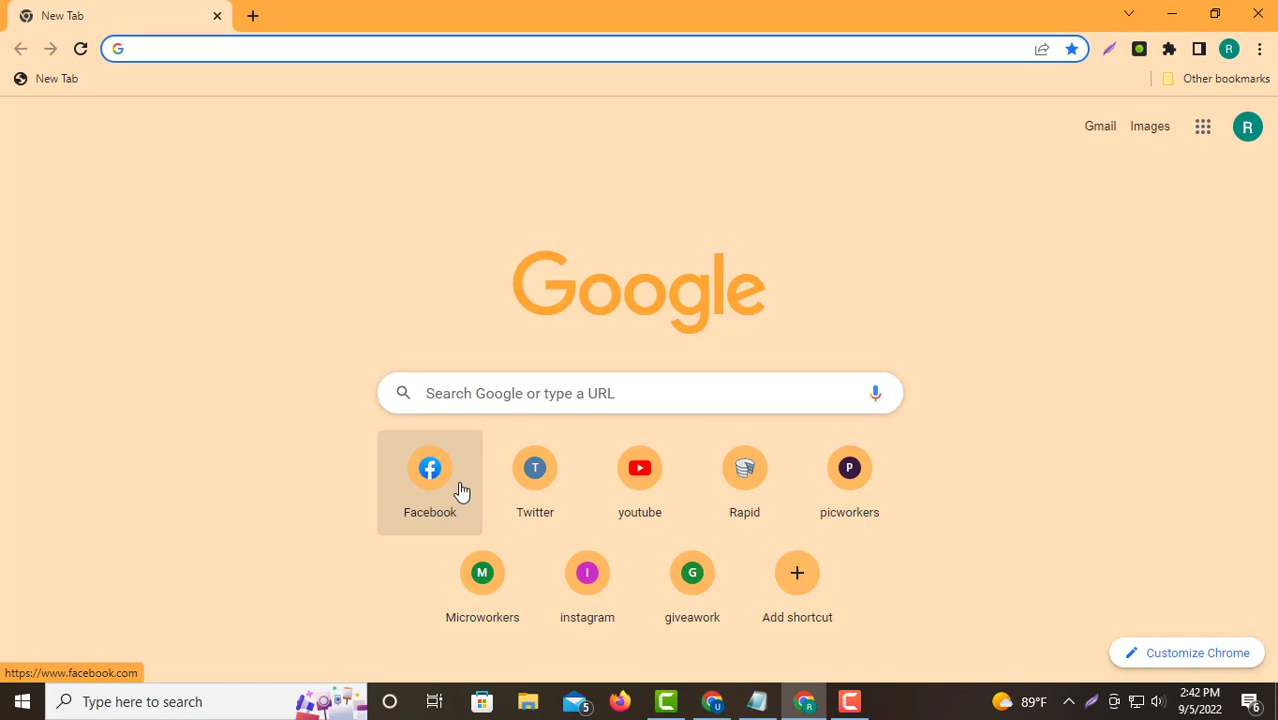 New Tab
New Tab
Other bookmarks
Gmail Images R
Google
Search Google or type a URL
T P
Facebook Twitter youtube Rapid picworkers
M I G
Microworkers instagram giveawork Add shortcut
Customize Chrome
https://www.facebook.com
Type here to search 5 U R 89°F 2:42 PM
9/5/2022 6